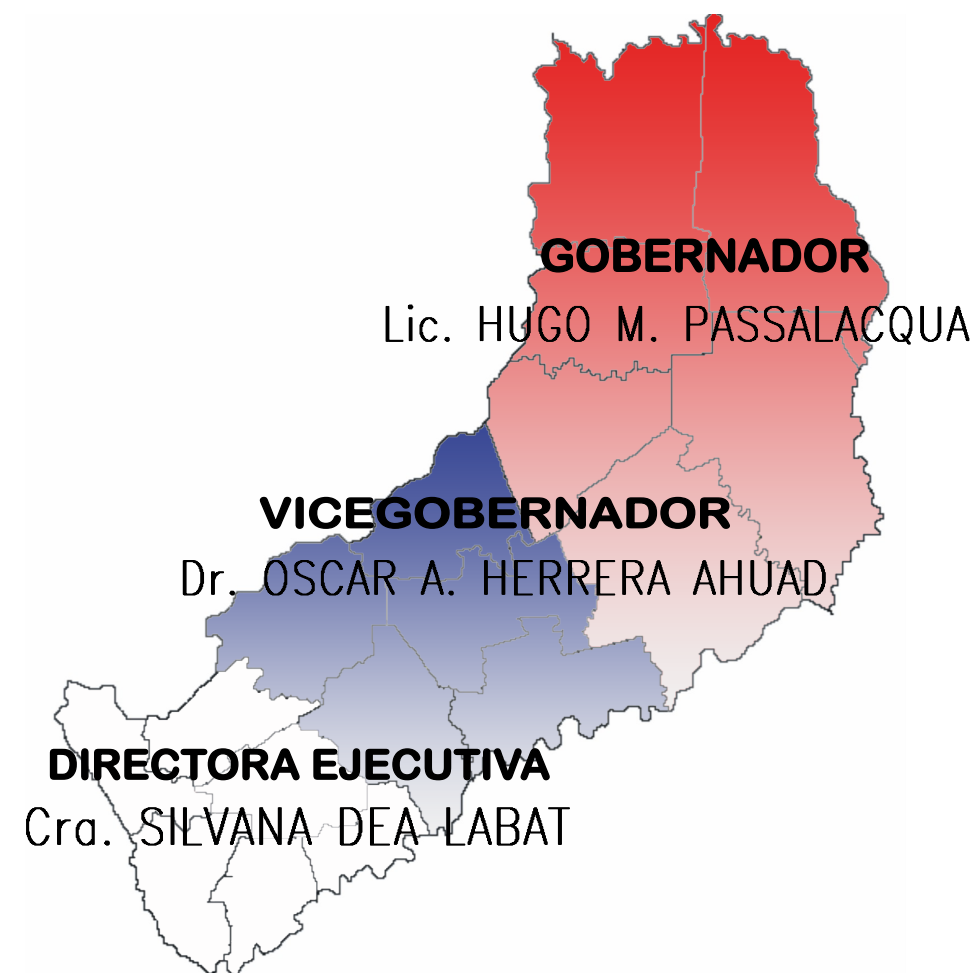 GOBERNADOR
Lic. HUGO M. PASSALACQUA
VICEGOBERNADOR
Dr. OSCAR A. HERRERA AHUAD
DIRECTORA EJECUTIVA
Cra. SILVANA DEA LABAT